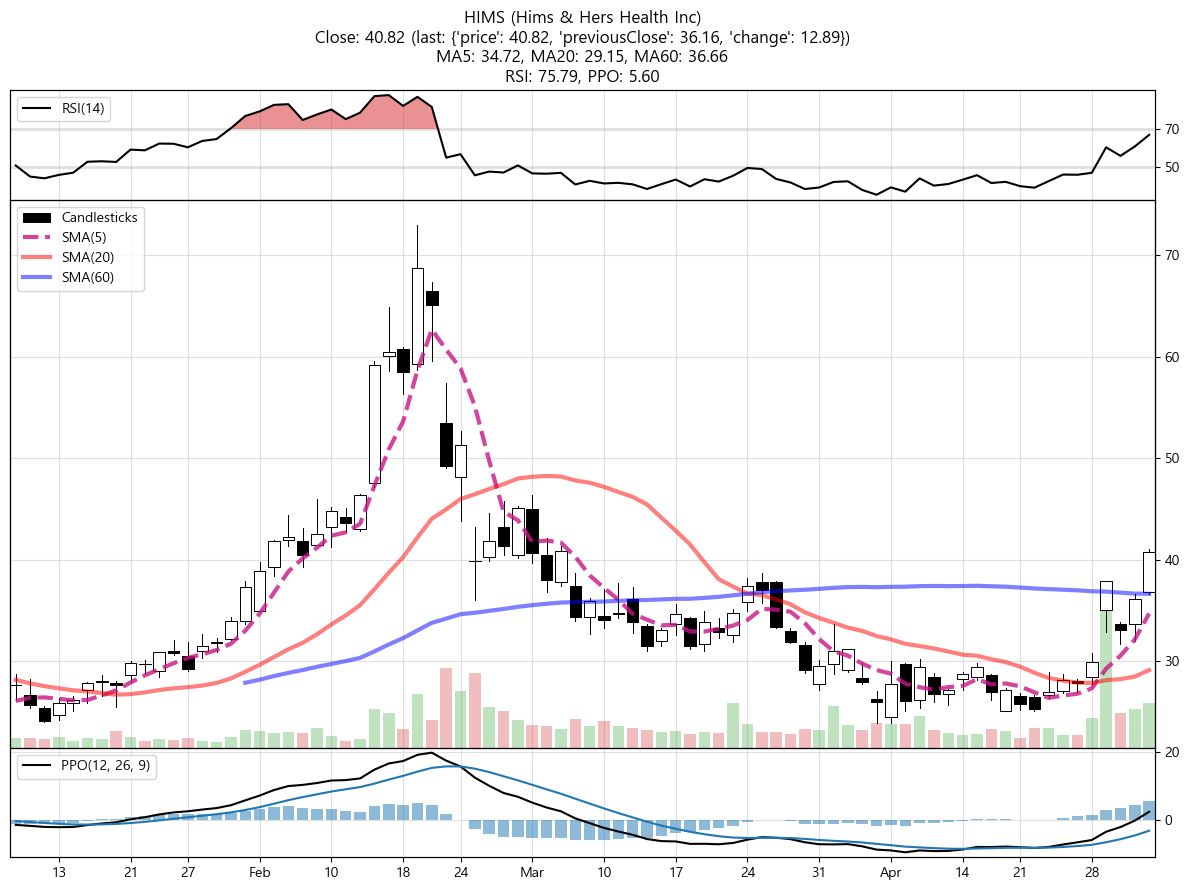 HIMS (Hims & Hers Health Inc)
Close: 40.82 (last: {'price': 40.82, 'previousClose': 36.16, 'change': 12.89})
MA5: 34.72, MA20: 29.15, MA60: 36.66
RSI: 75.79, PPO: 5.60
RSI(14)
70
50
Candlesticks
SMA(5)
SMA(20)
SMA(60)
70
60
50
40
30
PPO(12, 26, 9)
20
0
13 21 27 Feb 10 18 24 Mar 10 17 24 31 Apr 14 21 28